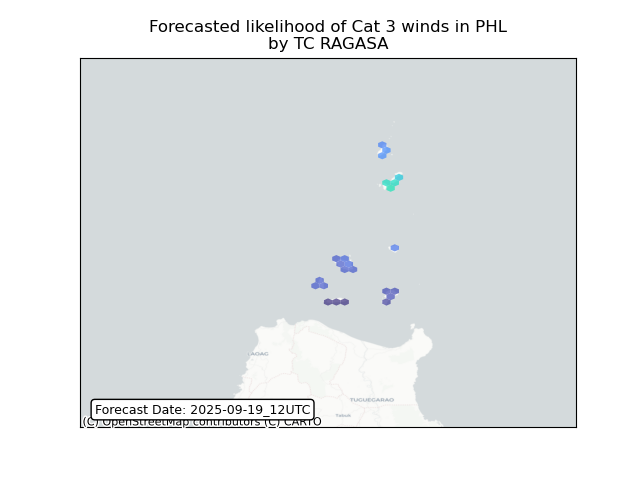 Forecasted likelihood of Cat 3 winds in PHL
by TC RAGASA
LAOAG
TUGUEGARAO
Tabuk
Forecast Date: 2025-09-19_12UTC
(C) OpenStreetMap contributors (C) CARTO